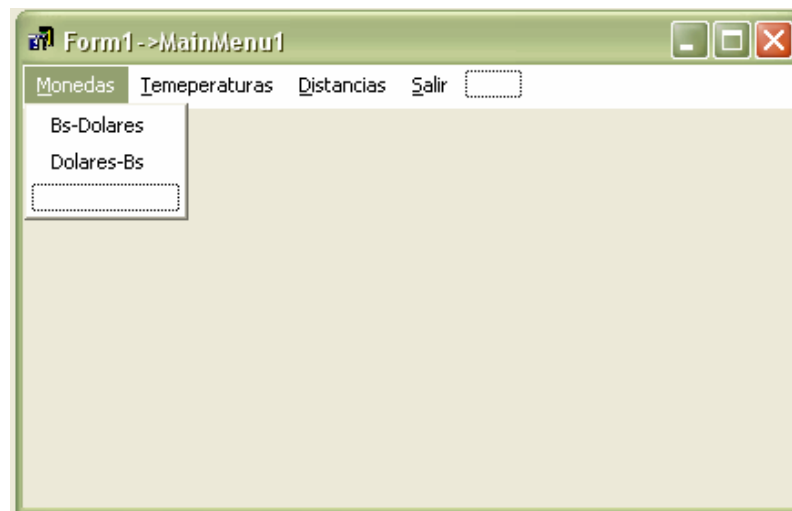 Form1->MainMenu1
Monedas Temeperaturas Distancias Salir
Bs-Dolares
Dolares-Bs